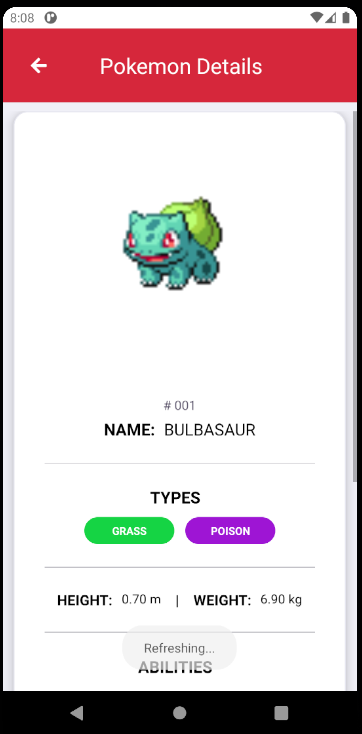 8:08
Pokemon Details
# 001
NAME: BULBASAUR
TYPES
GRASS POISON
HEIGHT: 0.70 m | WEIGHT: 6.90 kg
Refreshing...
ABILITIES